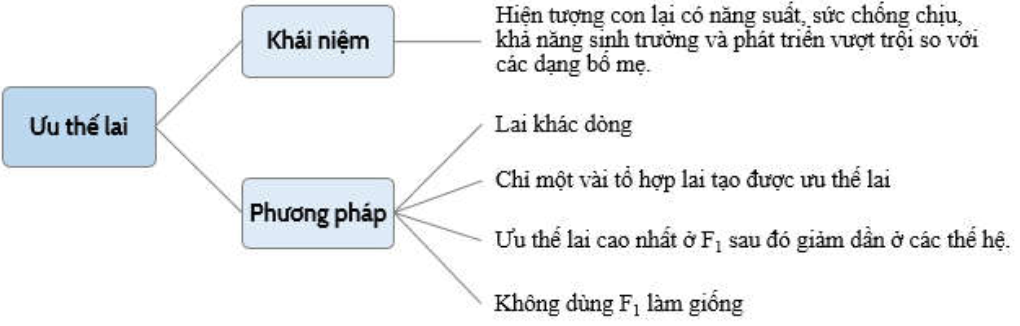 Ưu thế lai
Khái niệm
Hiện tượng con lại có năng suất, sức chống chịu,
khả năng sinh trưởng và phát triển vượt trội so với
các dạng bố mẹ.
Phương pháp
Lai khác dòng
Chỉ một vài tổ hợp lai tạo được ưu thế lai
Ưu thế lai cao nhất ở F₁ sau đó giảm dần ở các thế hệ.
Không dùng F₁ làm giống